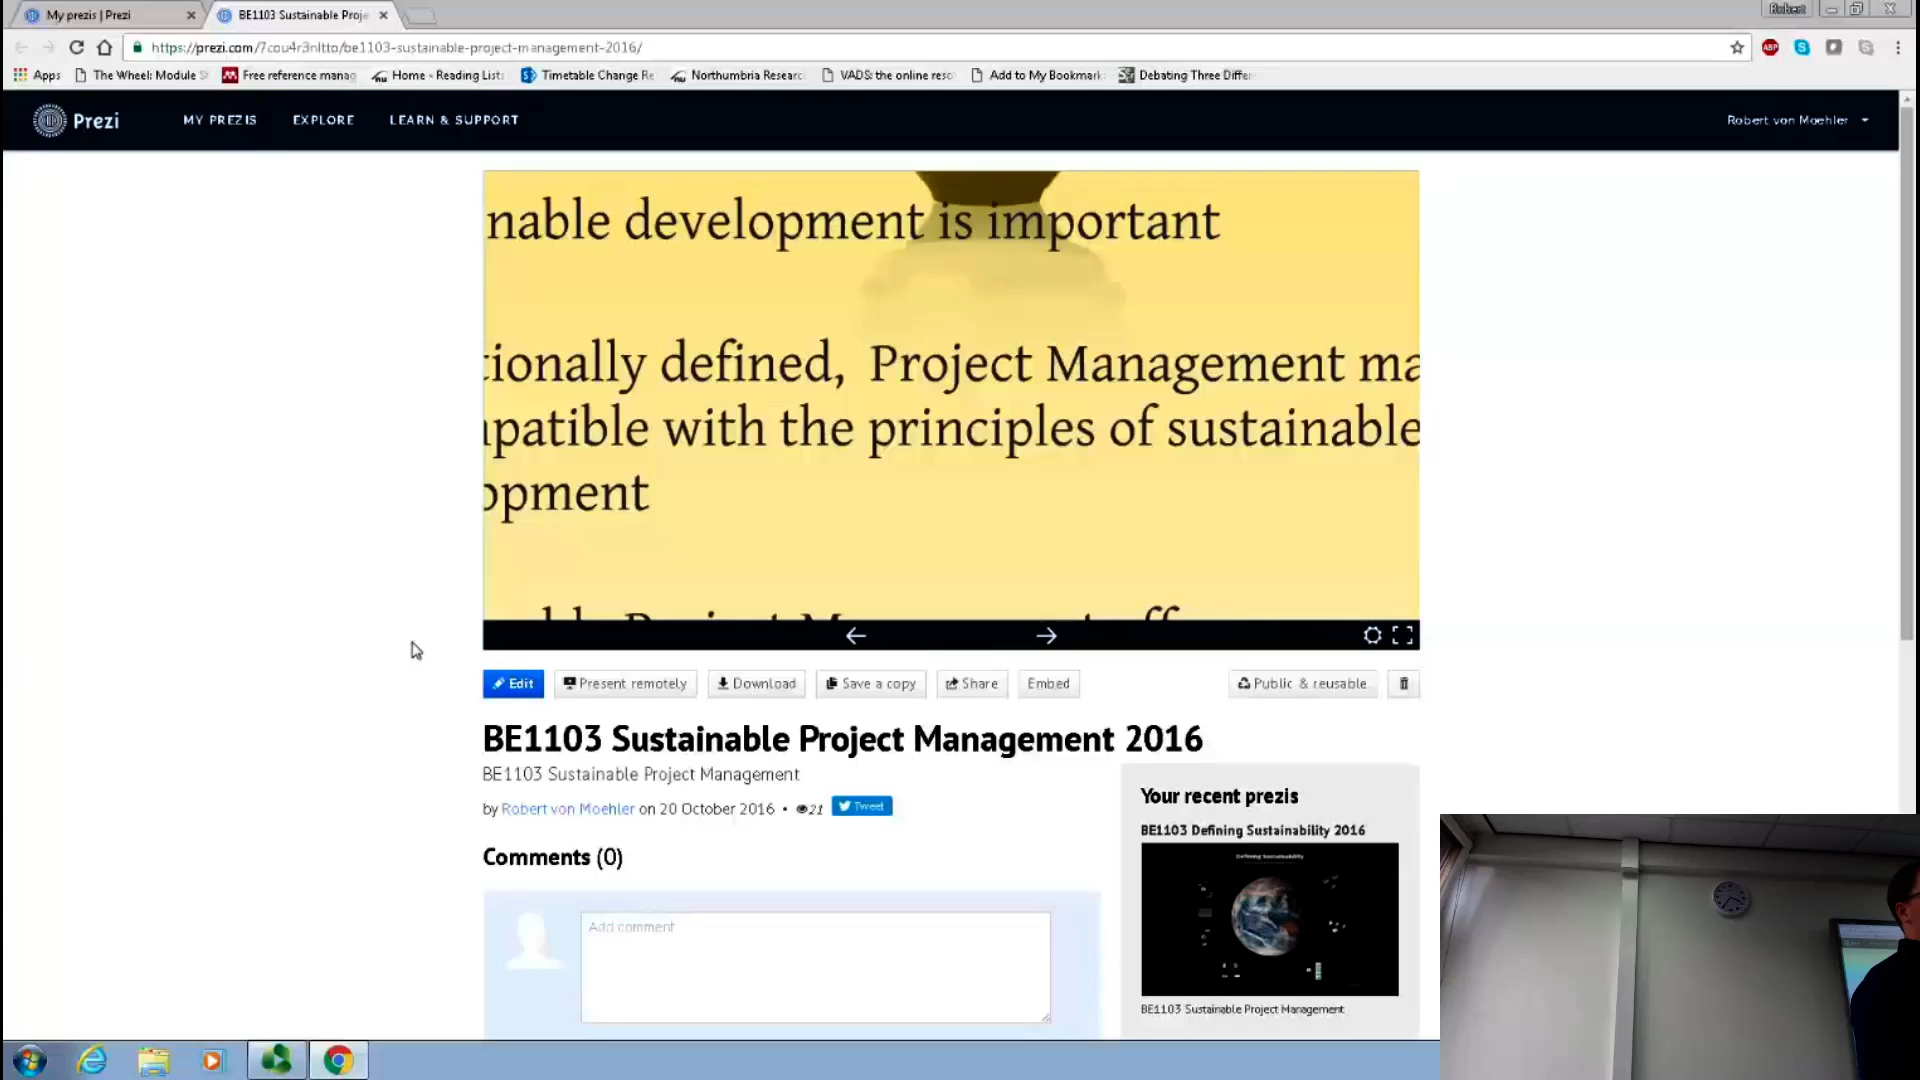 My prezis | Prezi
BE1103 Sustainable Proje
Robert
https://prezi.com/7cou4r3nltto/be1103-sustainable-project-management-2016/
Apps
The Wheel: Module S
Free reference manag
Home - Reading Lists
Timetable Change Re
Northumbria Researc
VADS: the online reso
Add to My Bookmark
Debating Three Differ
ABP
Prezi
MY PREZIS
EXPLORE
LEARN & SUPPORT
Robert von Moehler
nable development is important
tionally defined, Project Management ma
patible with the principles of sustainable
opment
Edit
Present remotely
Download
Save a copy
Share
Embed
Public & reusable
BE1103 Sustainable Project Management 2016
BE1103 Sustainable Project Management
by Robert von Moehler on 20 October 2016 • 21
Tweet
Your recent prezis
BE1103 Defining Sustainability 2016
Defining Sustainability
BE1103 Sustainable Project Management
Comments (0)
Add comment